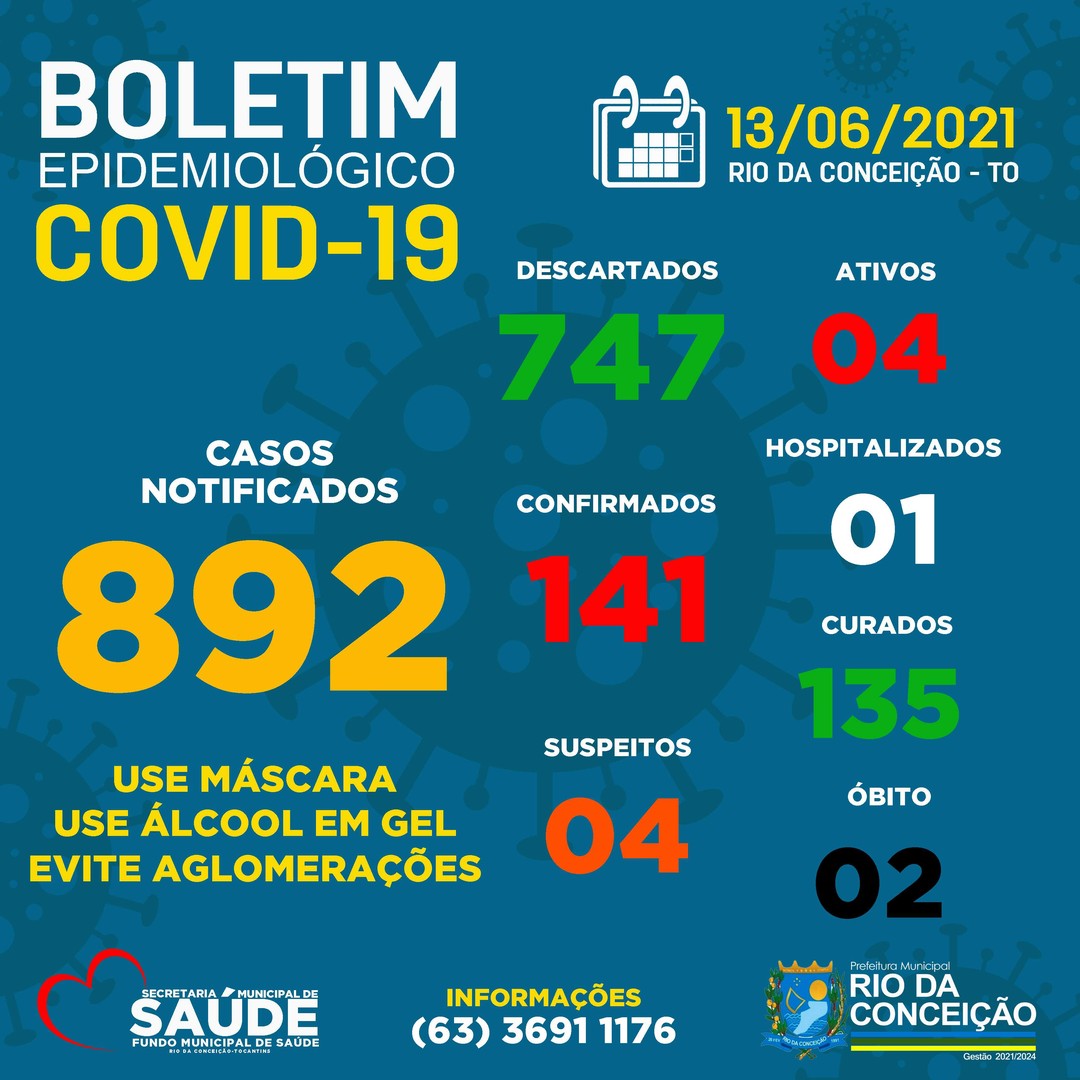 BOLETIM
EPIDEMIOLÓGICO
COVID-19
13/06/2021
RIO DA CONCEIÇÃO - TO
DESCARTADOS
747
ATIVOS
04
CASOS
NOTIFICADOS
892
CONFIRMADOS
141
HOSPITALIZADOS
01
CURADOS
135
SUSPEITOS
04
ÓBITO
02
USE MÁSCARA
USE ÁLCOOL EM GEL
EVITE AGLOMERAÇÕES
SECRETARIA MUNICIPAL DE
SAÚDE
FUNDO MUNICIPAL DE SAÚDE
RIO DA CONCEIÇÃO-TOCANTINS
INFORMAÇÕES
(63) 3691 1176
RIO DA CONCEIÇÃO
Prefeitura Municipal
RIO DA
CONCEIÇÃO
Gestão 2021/2024